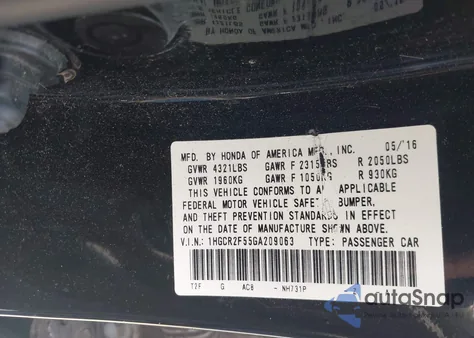 MFD. BY HONDA OF AMERICA MFG., INC. 05/16
GVWR 4321LBS GAWR F 2315LBS R 2050LBS
GVWR 1960KG GAWR F 1050KG R 930KG
THIS VEHICLE CONFORMS TO ALL APPLICABLE
FEDERAL MOTOR VEHICLE SAFETY, BUMPER,
AND THEFT PREVENTION STANDARDS IN EFFECT
ON THE DATE OF MANUFACTURE SHOWN ABOVE.
V.I.N.: 1HGCR2F55GA209063 TYPE: PASSENGER CAR
T2F G AC8 - NH731P
autoSnap